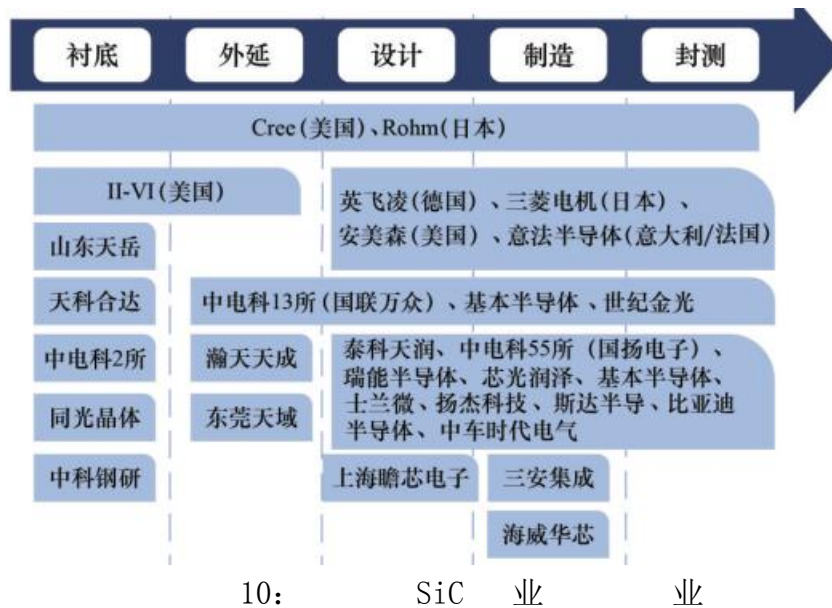 衬底 外延 设计 制造 封测
Cree(美国)、Rohm(日本)
II-VI(美国)
英飞凌(德国)、三菱电机(日本)、
安美森(美国)、意法半导体(意大利/法国)
山东天岳
天科合达
中电科13所(国联万众)、基本半导体、世纪金光
中电科2所
瀚天天成
泰科天润、中电科55所（国扬电子）、
瑞能半导体、芯光润泽、基本半导体、
士兰微、扬杰科技、斯达半导、比亚迪
半导体、中车时代电气
同光晶体
东莞天域
中科钢研
上海瞻芯电子
三安集成
海威华芯
10： SiC 业 业